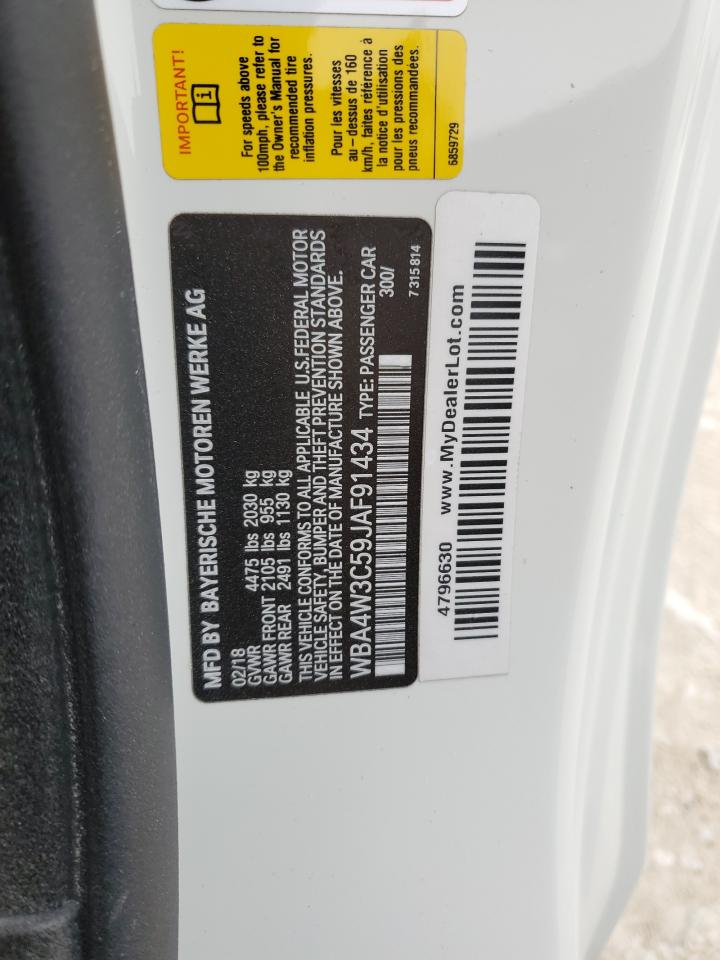 IMPORTANT!
For speeds above
100mph, please refer to
the Owner's Manual for
recommended tire
inflation pressures.
Pour les vitesses
au-dessus de 160
km/h, faites référence à
la notice d'utilisation
pour les pressions des
pneus recommandées.
6859729
MFD BY BAYERISCHE MOTOREN WERKE AG
02/18
GVWR 4475 lbs 2030 kg
GAWR FRONT 2105 lbs 955 kg
GAWR REAR 2491 lbs 1130 kg
THIS VEHICLE CONFORMS TO ALL APPLICABLE U.S.FEDERAL MOTOR
VEHICLE SAFETY, BUMPER AND THEFT PREVENTION STANDARDS
IN EFFECT ON THE DATE OF MANUFACTURE SHOWN ABOVE.
WBA4W3C59JAF91434 TYPE: PASSENGER CAR
300/
7315814
4796630 www.MyDealerLot.com